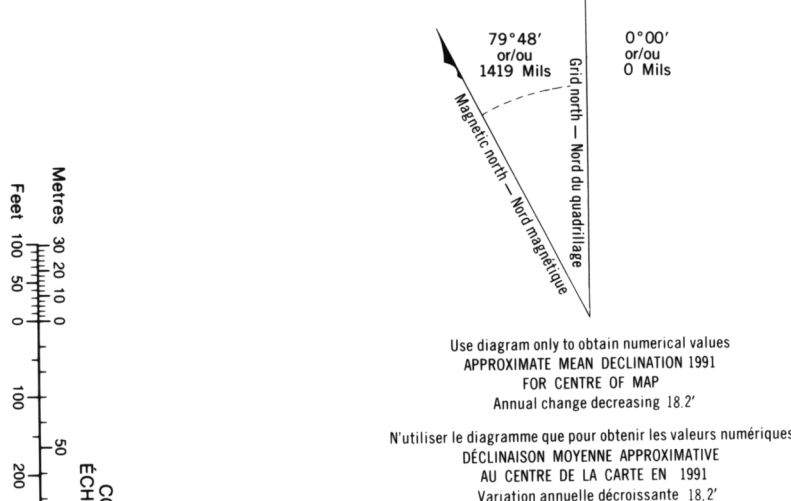 79°48′
or/ou
1419 Mils
0°00′
or/ou
0 Mils
Grid north — Nord du quadrillage
Magnetic north — Nord magnétique
Use diagram only to obtain numerical values
APPROXIMATE MEAN DECLINATION 1991
FOR CENTRE OF MAP
Annual change decreasing 18.2′
N'utiliser le diagramme que pour obtenir les valeurs numériques
DÉCLINAISON MOYENNE APPROXIMATIVE
AU CENTRE DE LA CARTE EN 1991
Variation annuelle décroissante 18.2′
Metres 30 20 10 0 50
Feet 100 50 0 100 200